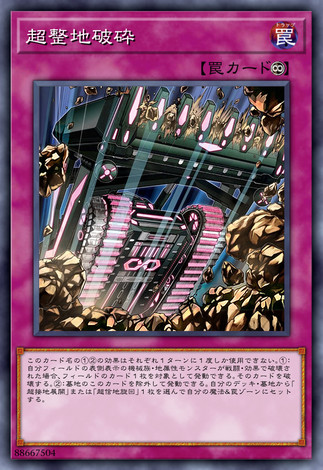 超整地破砕
罠
トラップ
【罠カード♾】
このカード名の①②の効果はそれぞれ1ターンに1度しか使用できない。①:
自分フィールドの表側表示の機械族・地属性モンスターが戦闘・効果で破壊さ
れた場合、フィールドのカード1枚を対象として発動できる。そのカードを破
壊する。②:墓地のこのカードを除外して発動できる。自分のデッキ・墓地から「
超接地展開」または「超信地旋回」1枚を選んで自分の魔法&罠ゾーンにセット
する。
88667504